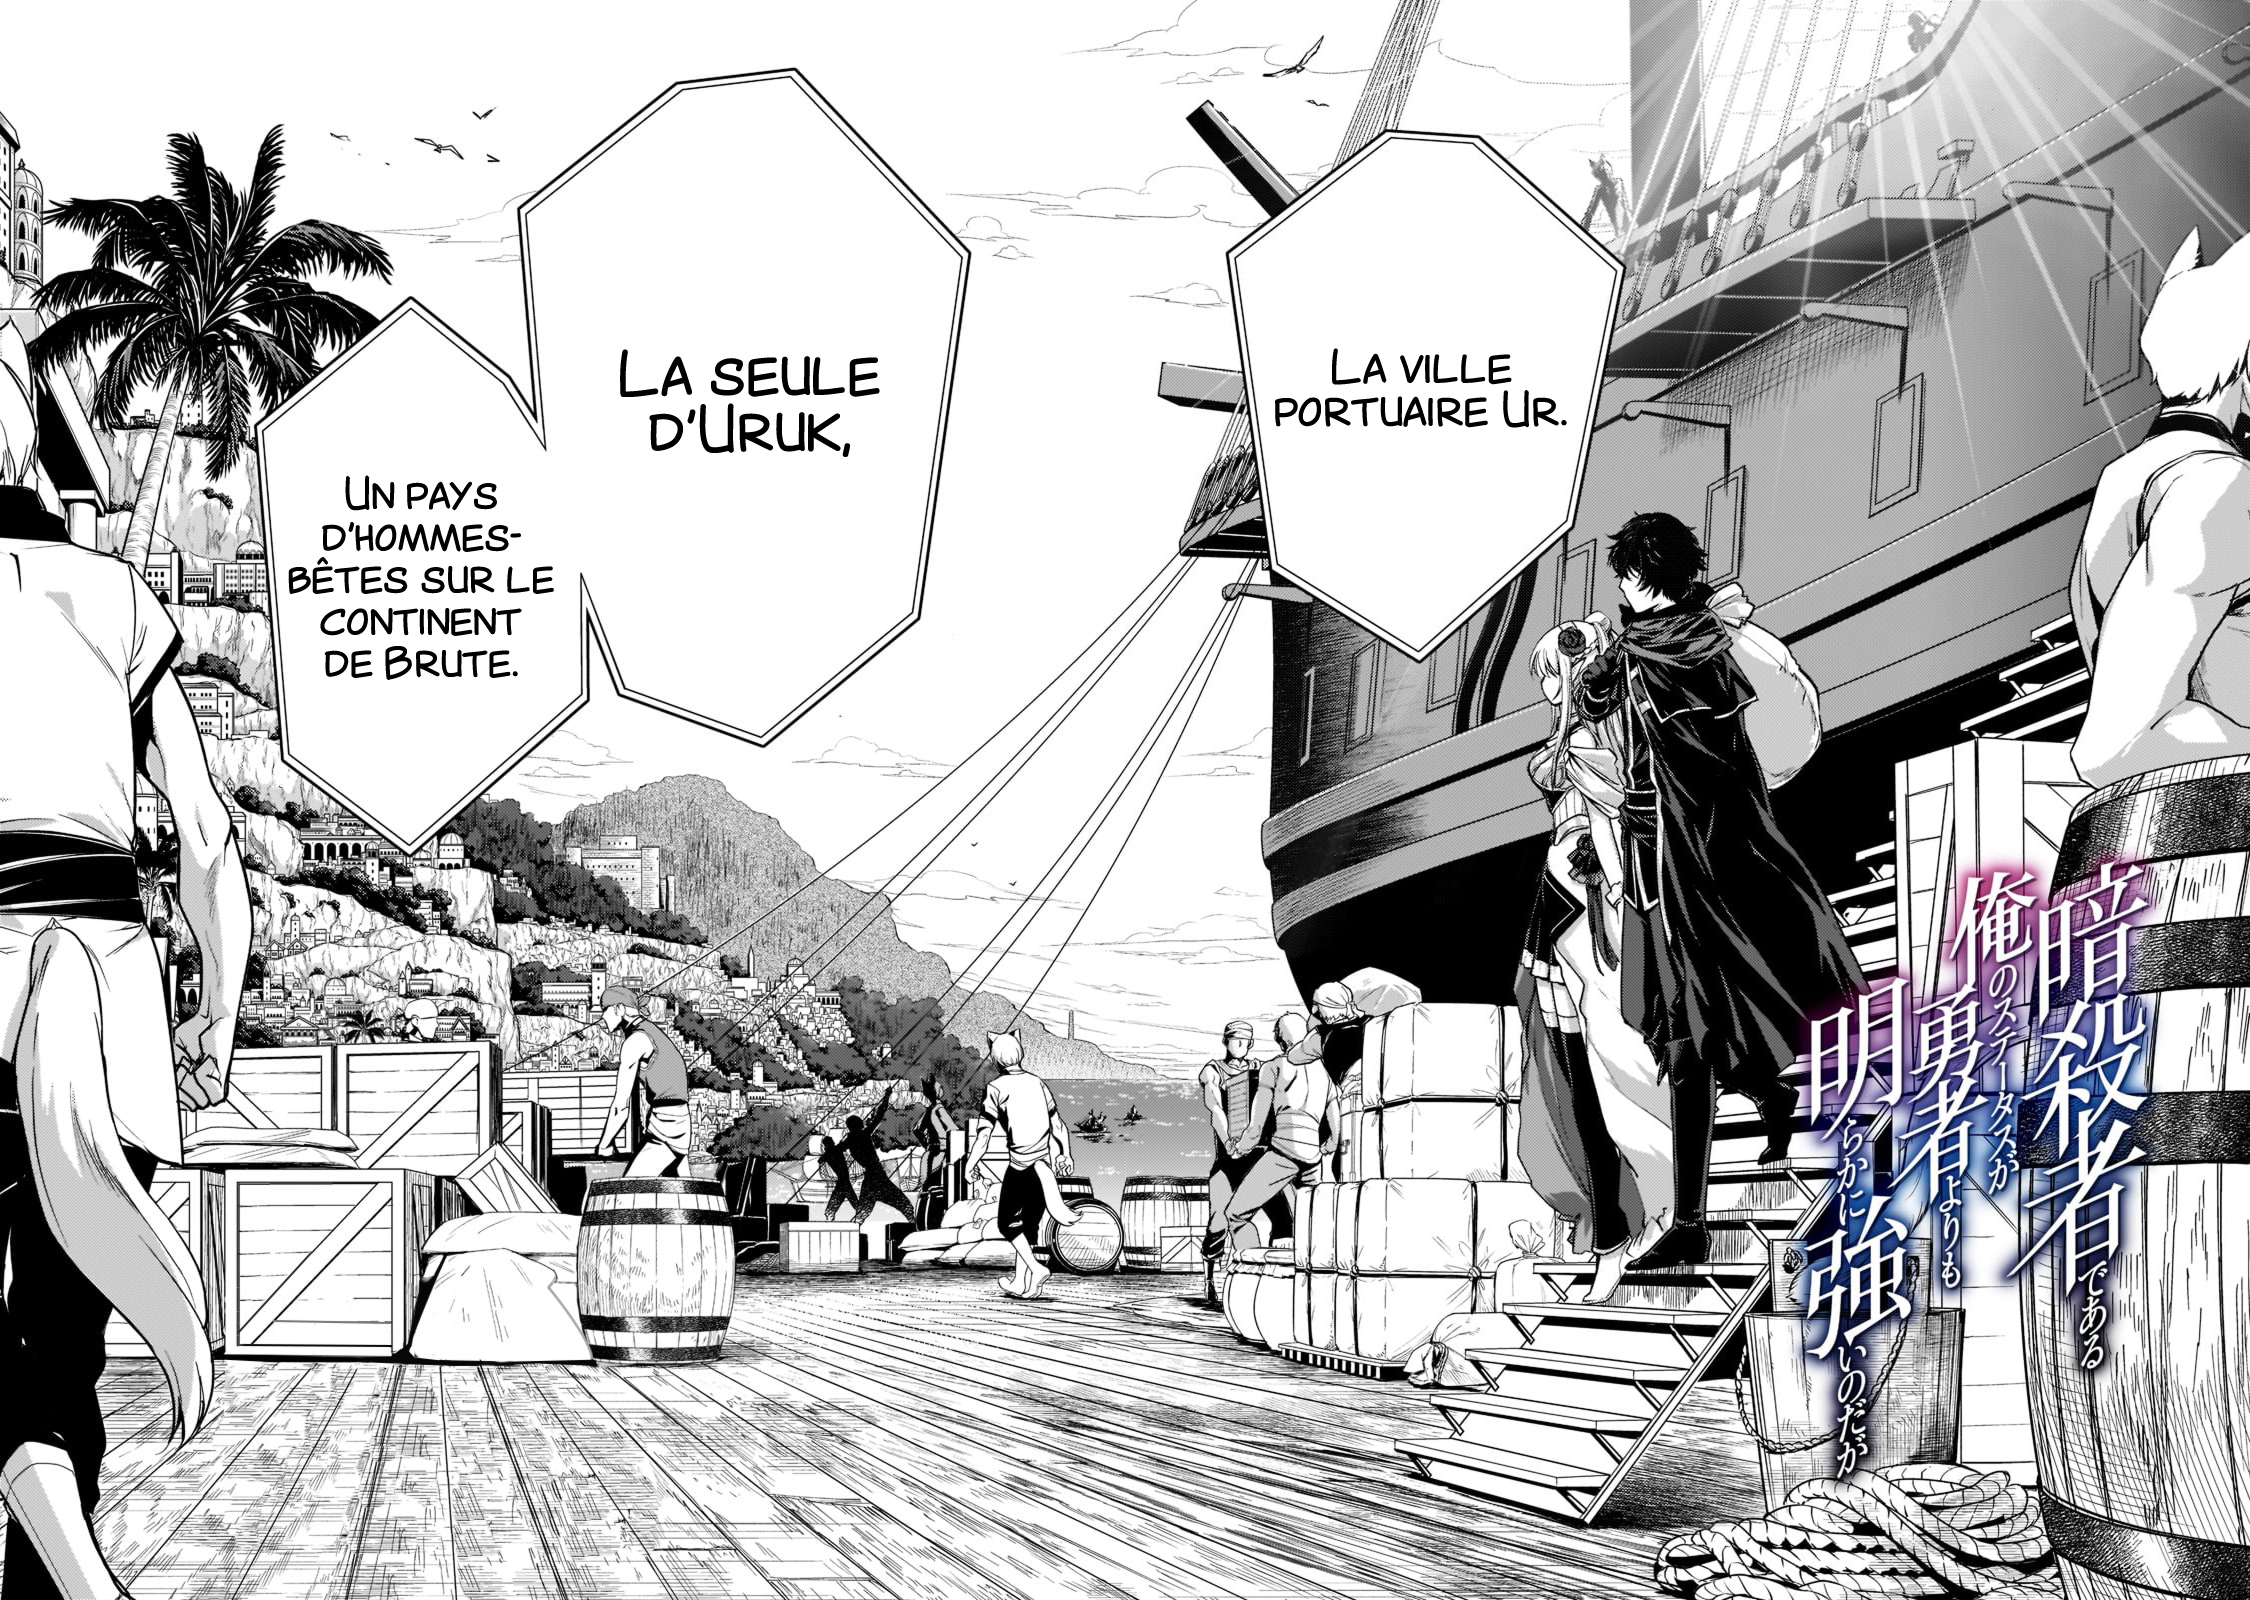 La ville
portuaire Ur.
La seule
d'Uruk,
Un pays
d'hommes-
bêtes sur le
continent
de Brute.
暗殺者である
俺のステータスが
勇者よりも
明らかに強いのだが